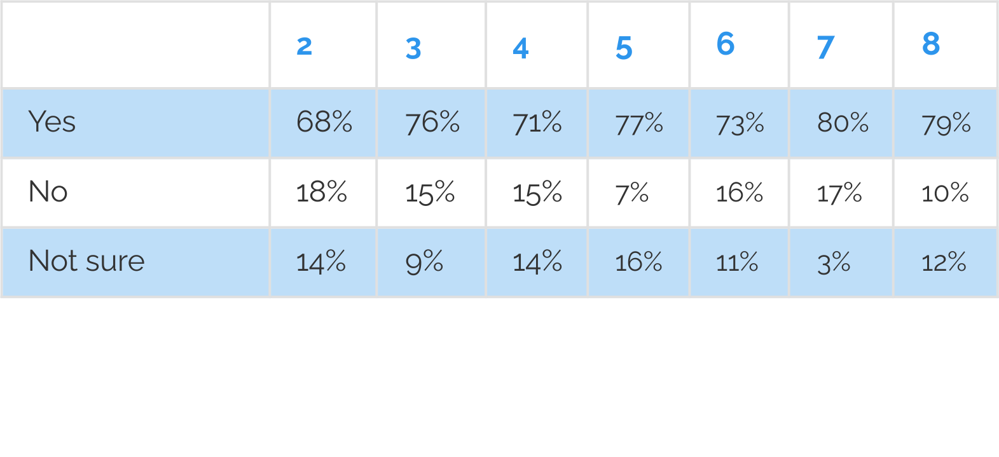 2 3 4 5 6 7 8
Yes 68% 76% 71% 77% 73% 80% 79%
No 18% 15% 15% 7% 16% 17% 10%
Not sure 14% 9% 14% 16% 11% 3% 12%